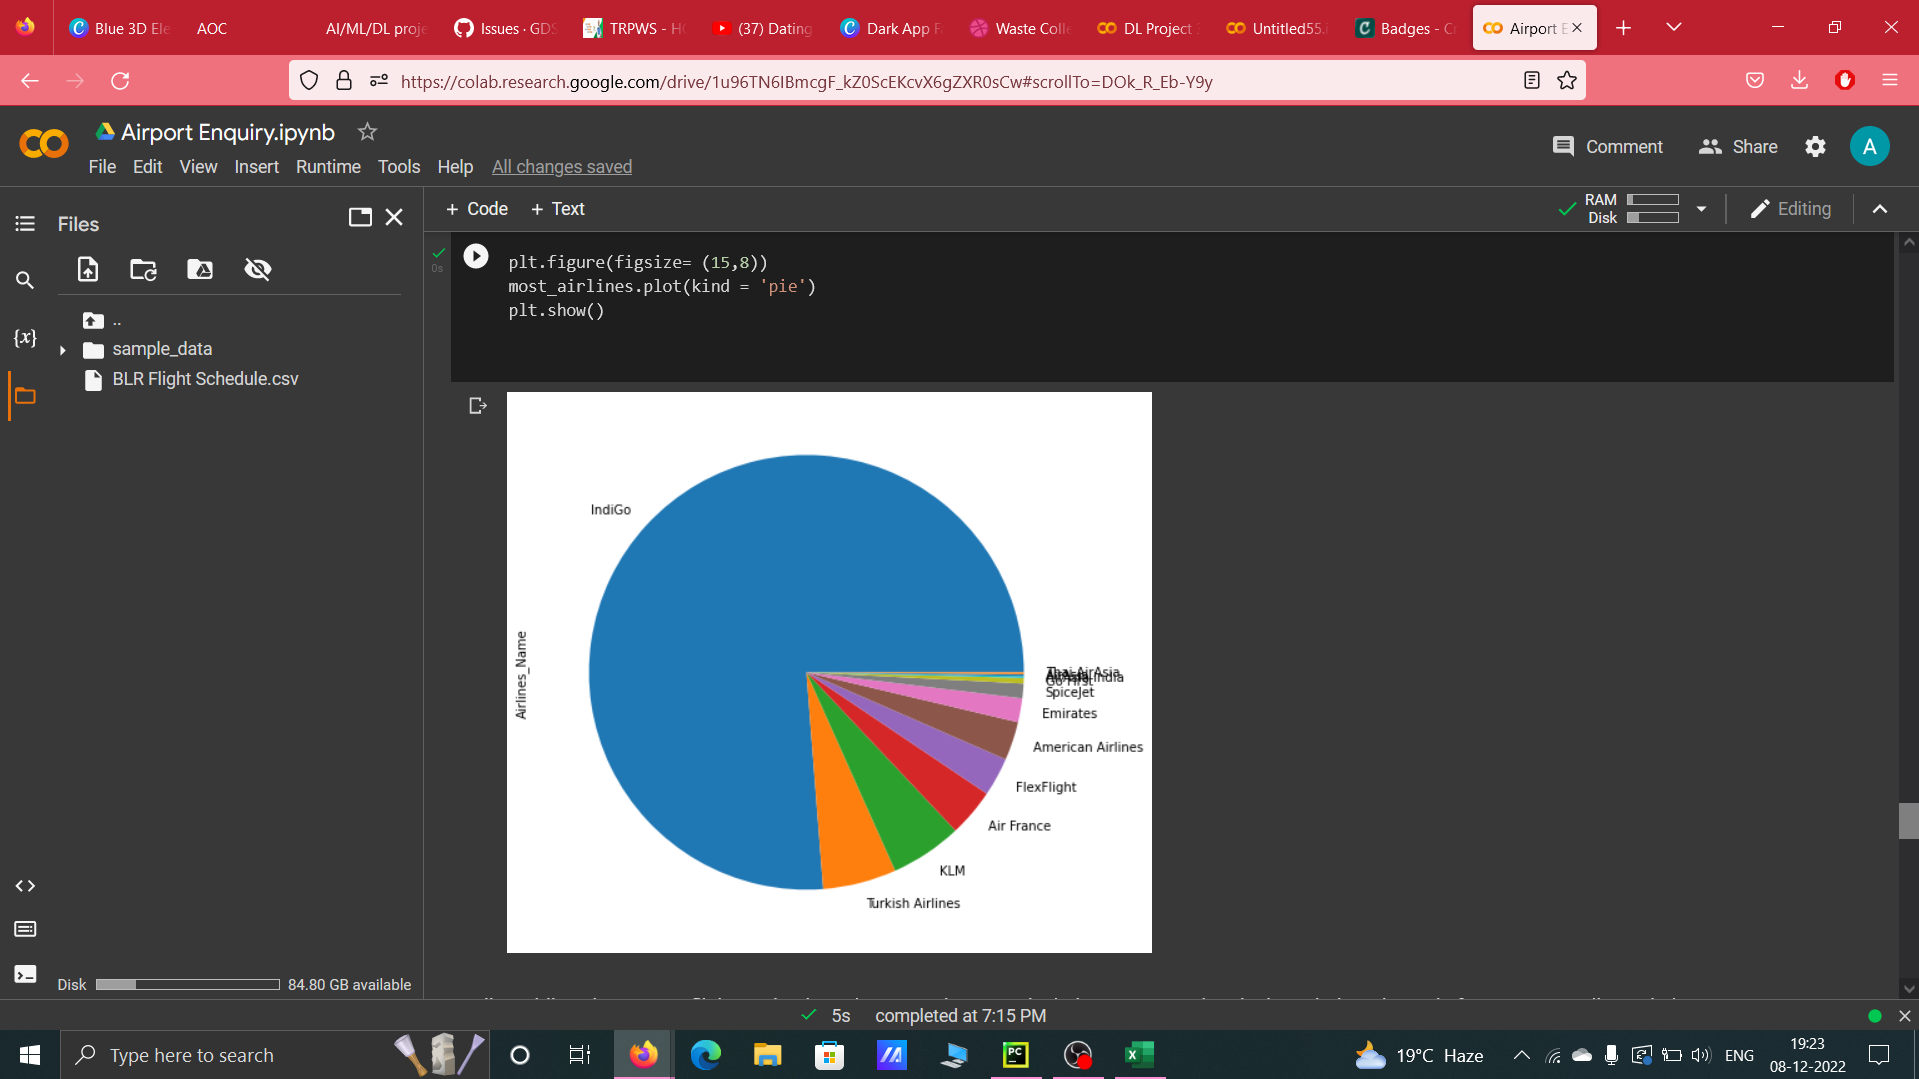 Blue 3D Ele
AOC
AI/ML/DL proje
Issues · GDS
TRPWS - H
(37) Dating
Dark App F
Waste Colle
DL Project
Untitled55.i
Badges - C
Airport E
https://colab.research.google.com/drive/1u96TN6IBmcgF_kZ0ScEKcvX6gZXR0sCw#scrollTo=DOk_R_Eb-Y9y
Airport Enquiry.ipynb
Comment
Share
A
File Edit View Insert Runtime Tools Help All changes saved
Files
+ Code + Text
RAM
Disk
Editing
{x}
..
sample_data
BLR Flight Schedule.csv
0s
plt.figure(figsize= (15,8))
most_airlines.plot(kind = 'pie')
plt.show()
IndiGo
Airlines_Name
Thai AirAsia
Go First
SpiceJet
Emirates
American Airlines
FlexFlight
Air France
KLM
Turkish Airlines
Disk 84.80 GB available
5s completed at 7:15 PM
Type here to search
PC
19°C Haze
ENG
19:23
08-12-2022